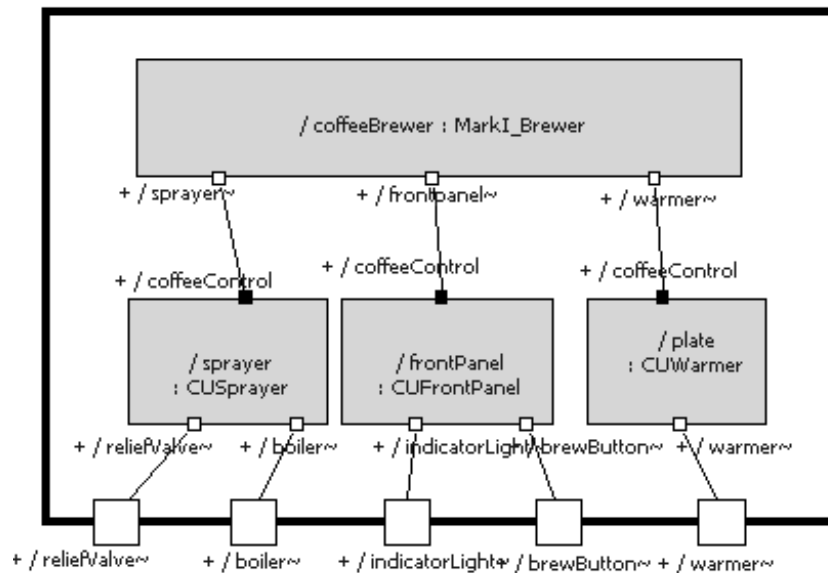 / coffeeBrewer : MarkI_Brewer
+ / sprayer~
+ / frontpanel~
+ / warmer~
+ / coffeeControl
+ / coffeeControl
+ / coffeeControl
/ sprayer
: CUSprayer
/ frontPanel
: CUFrontPanel
/ plate
: CUWarmer
+ / reliefValve~
+ / boiler~
+ / indicatorLight
/ brewButton~
+ / warmer~
+ / reliefValve~
+ / boiler~
+ / indicatorLight~
+ / brewButton~
+ / warmer~